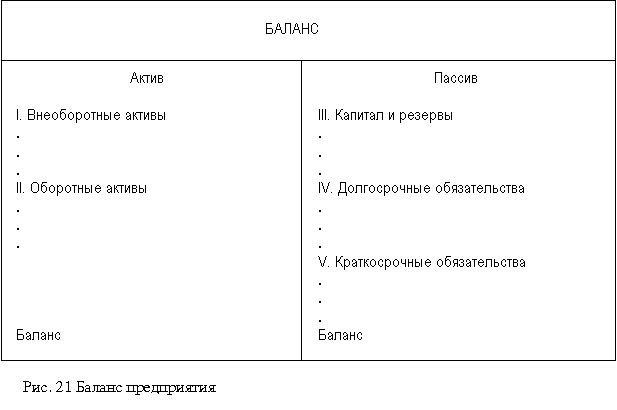 БАЛАНС
Актив
I. Внеоборотные активы
.
.
.
II. Оборотные активы
.
.
.
Баланс
Пассив
III. Капитал и резервы
.
.
.
IV. Долгосрочные обязательства
.
.
.
V. Краткосрочные обязательства
.
.
.
Баланс
Рис. 21 Баланс предприятия